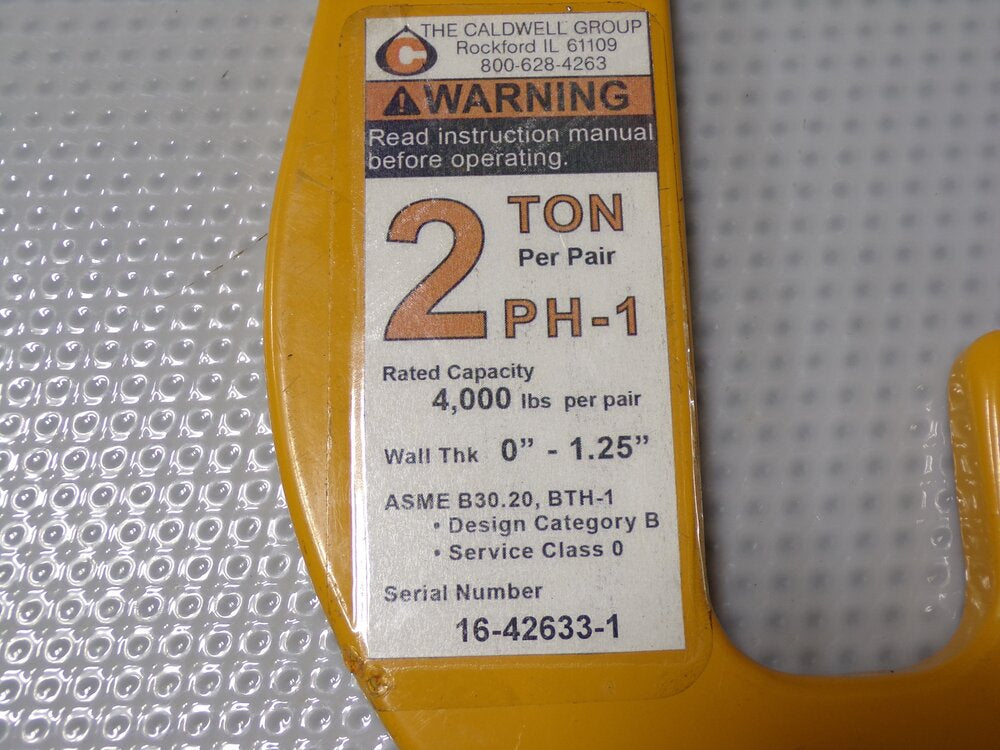 THE CALDWELL GROUP
Rockford IL 61109
800-628-4263
C
WARNING
Read instruction manual
before operating.
2 TON
Per Pair
PH-1
Rated Capacity
4,000 lbs per pair
Wall Thk 0” - 1.25”
ASME B30.20, BTH-1
• Design Category B
• Service Class 0
Serial Number
16-42633-1